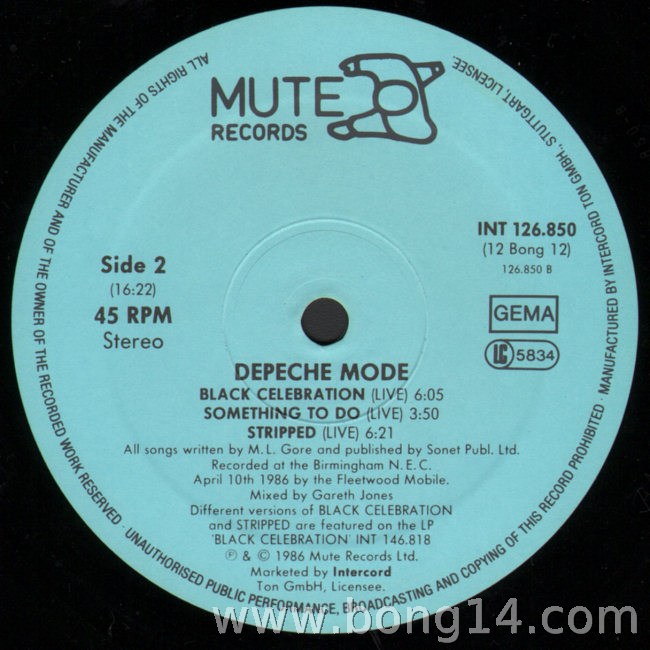 MUTE
RECORDS
Side 2
(16:22)
45 RPM
Stereo
INT 126.850
(12 Bong 12)
126.850 B
GEMA
LC 5834
DEPECHE MODE
BLACK CELEBRATION (LIVE) 6:05
SOMETHING TO DO (LIVE) 3:50
STRIPPED (LIVE) 6:21
All songs written by M.L. Gore and published by Sonet Publ. Ltd.
Recorded at the Birmingham N.E.C.
April 10th 1986 by the Fleetwood Mobile.
Mixed by Gareth Jones
Different versions of BLACK CELEBRATION
and STRIPPED are featured on the LP
'BLACK CELEBRATION' INT 146.818
℗ & © 1986 Mute Records Ltd.
Marketed by Intercord
Ton GmbH, Licensee.
ALL RIGHTS OF THE MANUFACTURER AND OF THE OWNER OF THE RECORDED WORK RESERVED · UNAUTHORISED PUBLIC PERFORMANCE, BROADCASTING AND COPYING OF THIS RECORD PROHIBITED · MANUFACTURED BY INTERCORD TON GMBH., STUTTGART, LICENSEE.
www.bong14.com